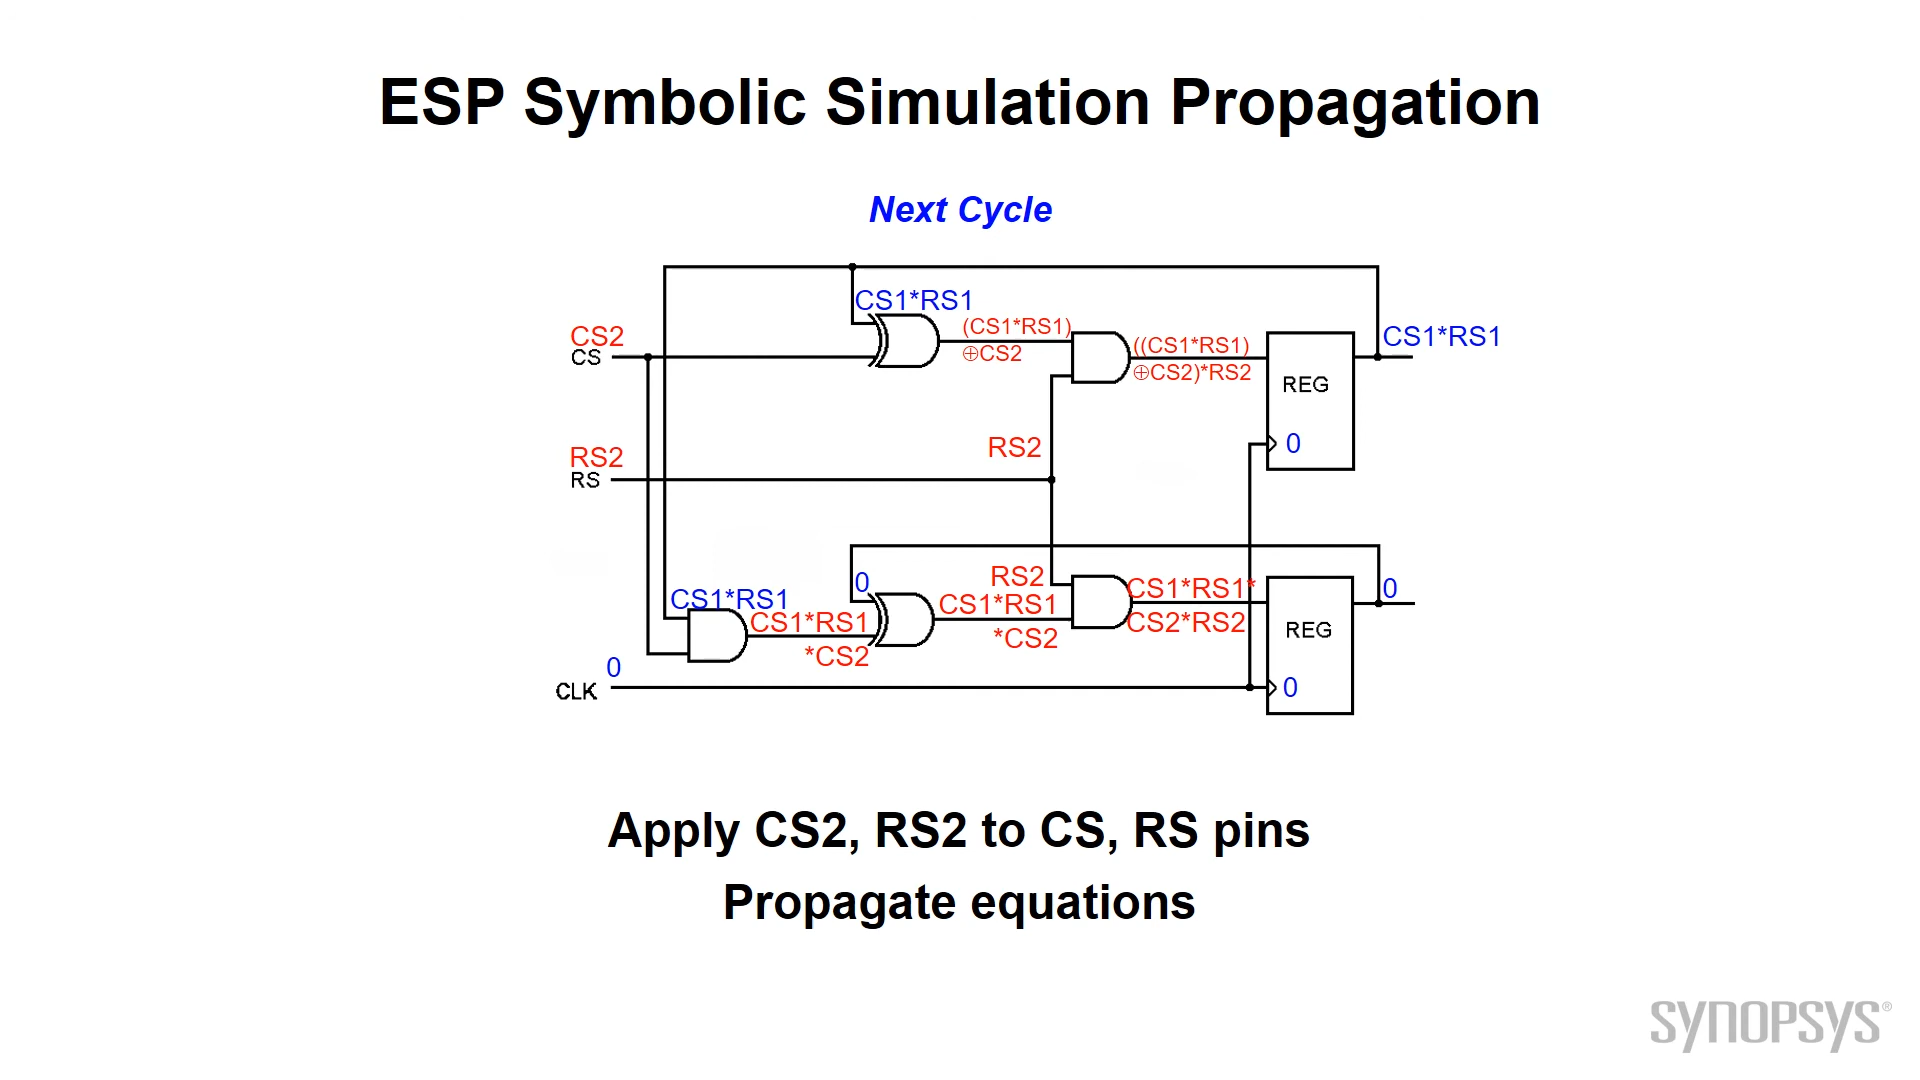 ESP Symbolic Simulation Propagation
Next Cycle
CS1*RS1
CS2
CS
(CS1*RS1)
⊕CS2
((CS1*RS1)
⊕CS2)*RS2
CS1*RS1
REG
0
RS2
RS
RS2
0
RS2
CS1*RS1
*CS2
CS1*RS1*
CS2*RS2
0
REG
0
CS1*RS1
CS1*RS1
*CS2
0
CLK
Apply CS2, RS2 to CS, RS pins
Propagate equations
SYNOPSYS®